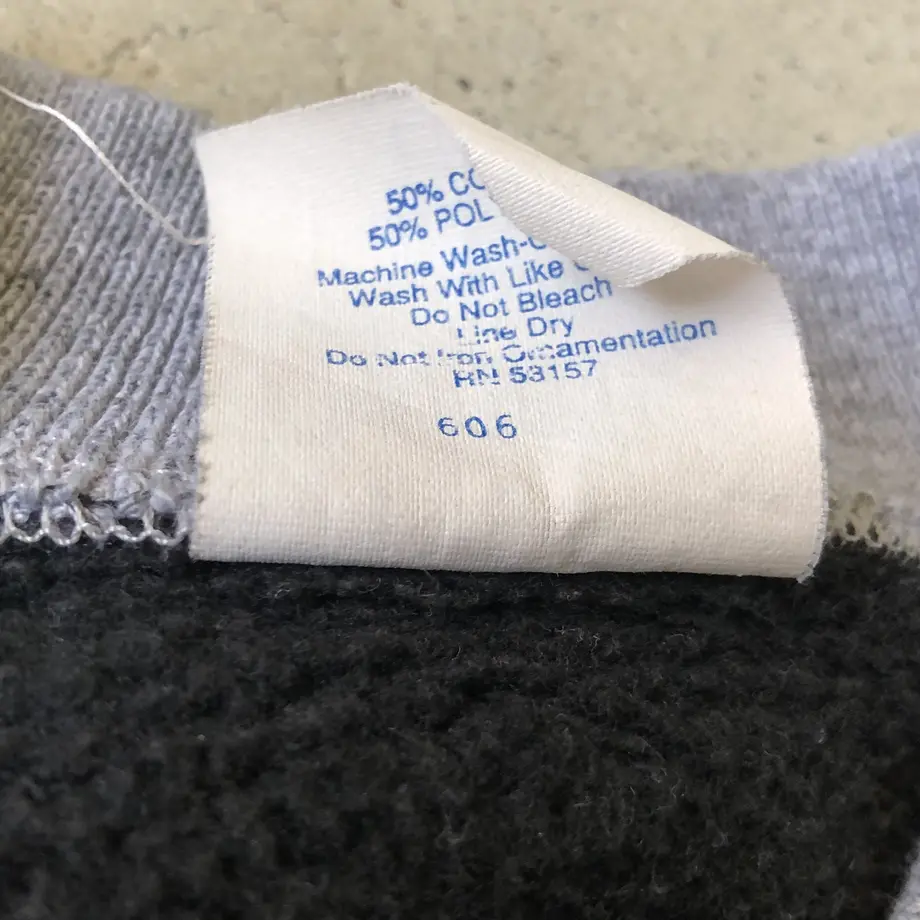 50% CO
50% POL
Machine Wash-
Wash With Like
Do Not Bleach
Line Dry
Do Not Iron Ornamentation
RN 53157
606